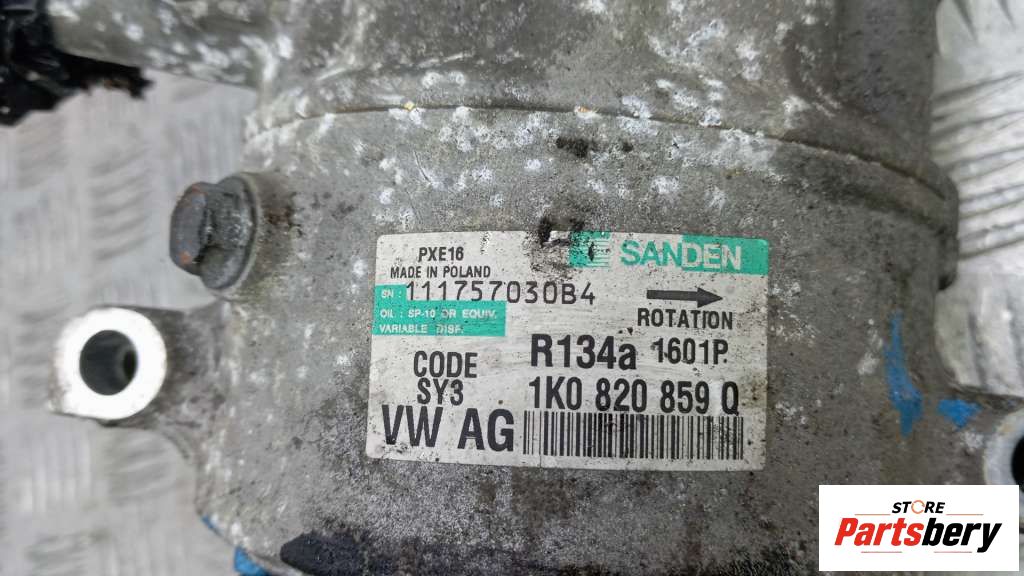 PXE16
MADE IN POLAND
SANDEN
SN : 111757030B4
OIL : SP-10 OR EQUIV.
VARIABLE DISP.
ROTATION
CODE
SY3
R134a 1601P
1K0 820 859 Q
VW AG
STORE
Partsbery